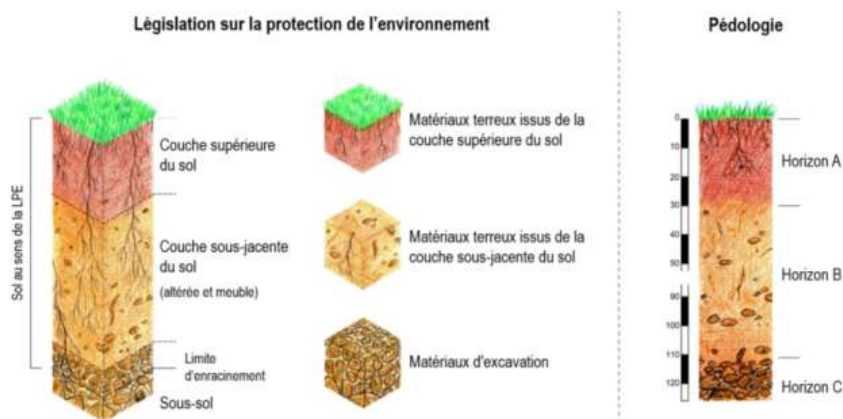 Législation sur la protection de l'environnement
Pédologie
Sol au sens de la LPE
Couche supérieure
du sol
Couche sous-jacente
du sol
(altérée et meuble)
Limite
d'enracinement
Sous-sol
Matériaux terreux issus de la
couche supérieure du sol
Matériaux terreux issus de la
couche sous-jacente du sol
Matériaux d'excavation
0
10
20
30
40
50
90
100
110
120
Horizon A
Horizon B
Horizon C